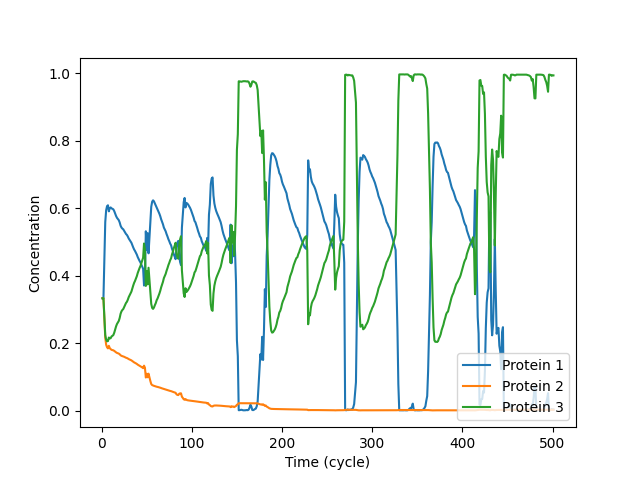 1.0
0.8
0.6
0.4
0.2
0.0
Concentration
0
100
200
300
400
500
Time (cycle)
Protein 1
Protein 2
Protein 3